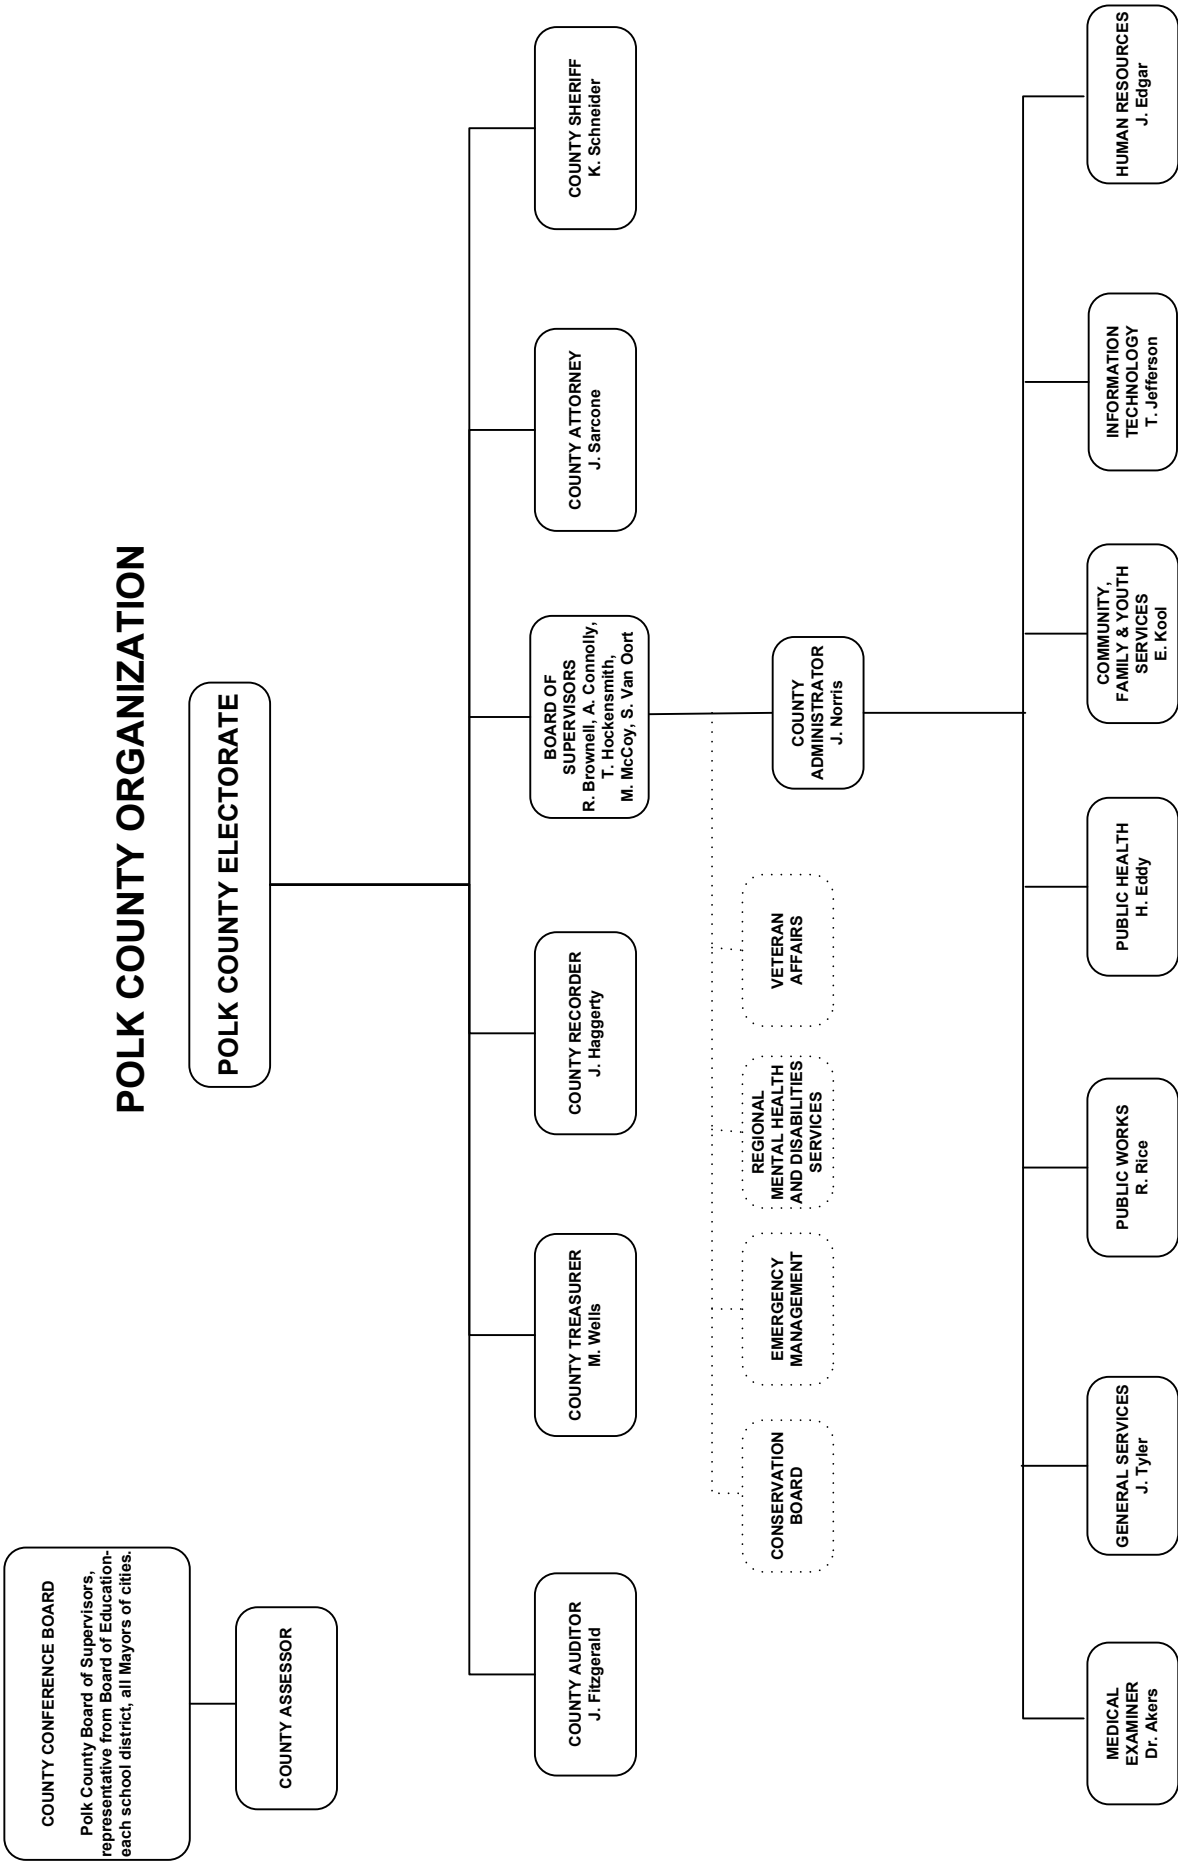 POLK COUNTY ORGANIZATION
COUNTY CONFERENCE BOARD
Polk County Board of Supervisors,
representative from Board of Education-
each school district, all Mayors of cities.
COUNTY ASSESSOR
POLK COUNTY ELECTORATE
COUNTY AUDITOR
J. Fitzgerald
COUNTY TREASURER
M. Wells
COUNTY RECORDER
J. Haggerty
BOARD OF
SUPERVISORS
R. Brownell, A. Connolly,
T. Hockensmith,
M. McCoy, S. Van Oort
COUNTY ATTORNEY
J. Sarcone
COUNTY SHERIFF
K. Schneider
CONSERVATION
BOARD
EMERGENCY
MANAGEMENT
REGIONAL
MENTAL HEALTH
AND DISABILITIES
SERVICES
VETERAN
AFFAIRS
COUNTY
ADMINISTRATOR
J. Norris
MEDICAL
EXAMINER
Dr. Akers
GENERAL SERVICES
J. Tyler
PUBLIC WORKS
R. Rice
PUBLIC HEALTH
H. Eddy
COMMUNITY,
FAMILY & YOUTH
SERVICES
E. Kool
INFORMATION
TECHNOLOGY
T. Jefferson
HUMAN RESOURCES
J. Edgar